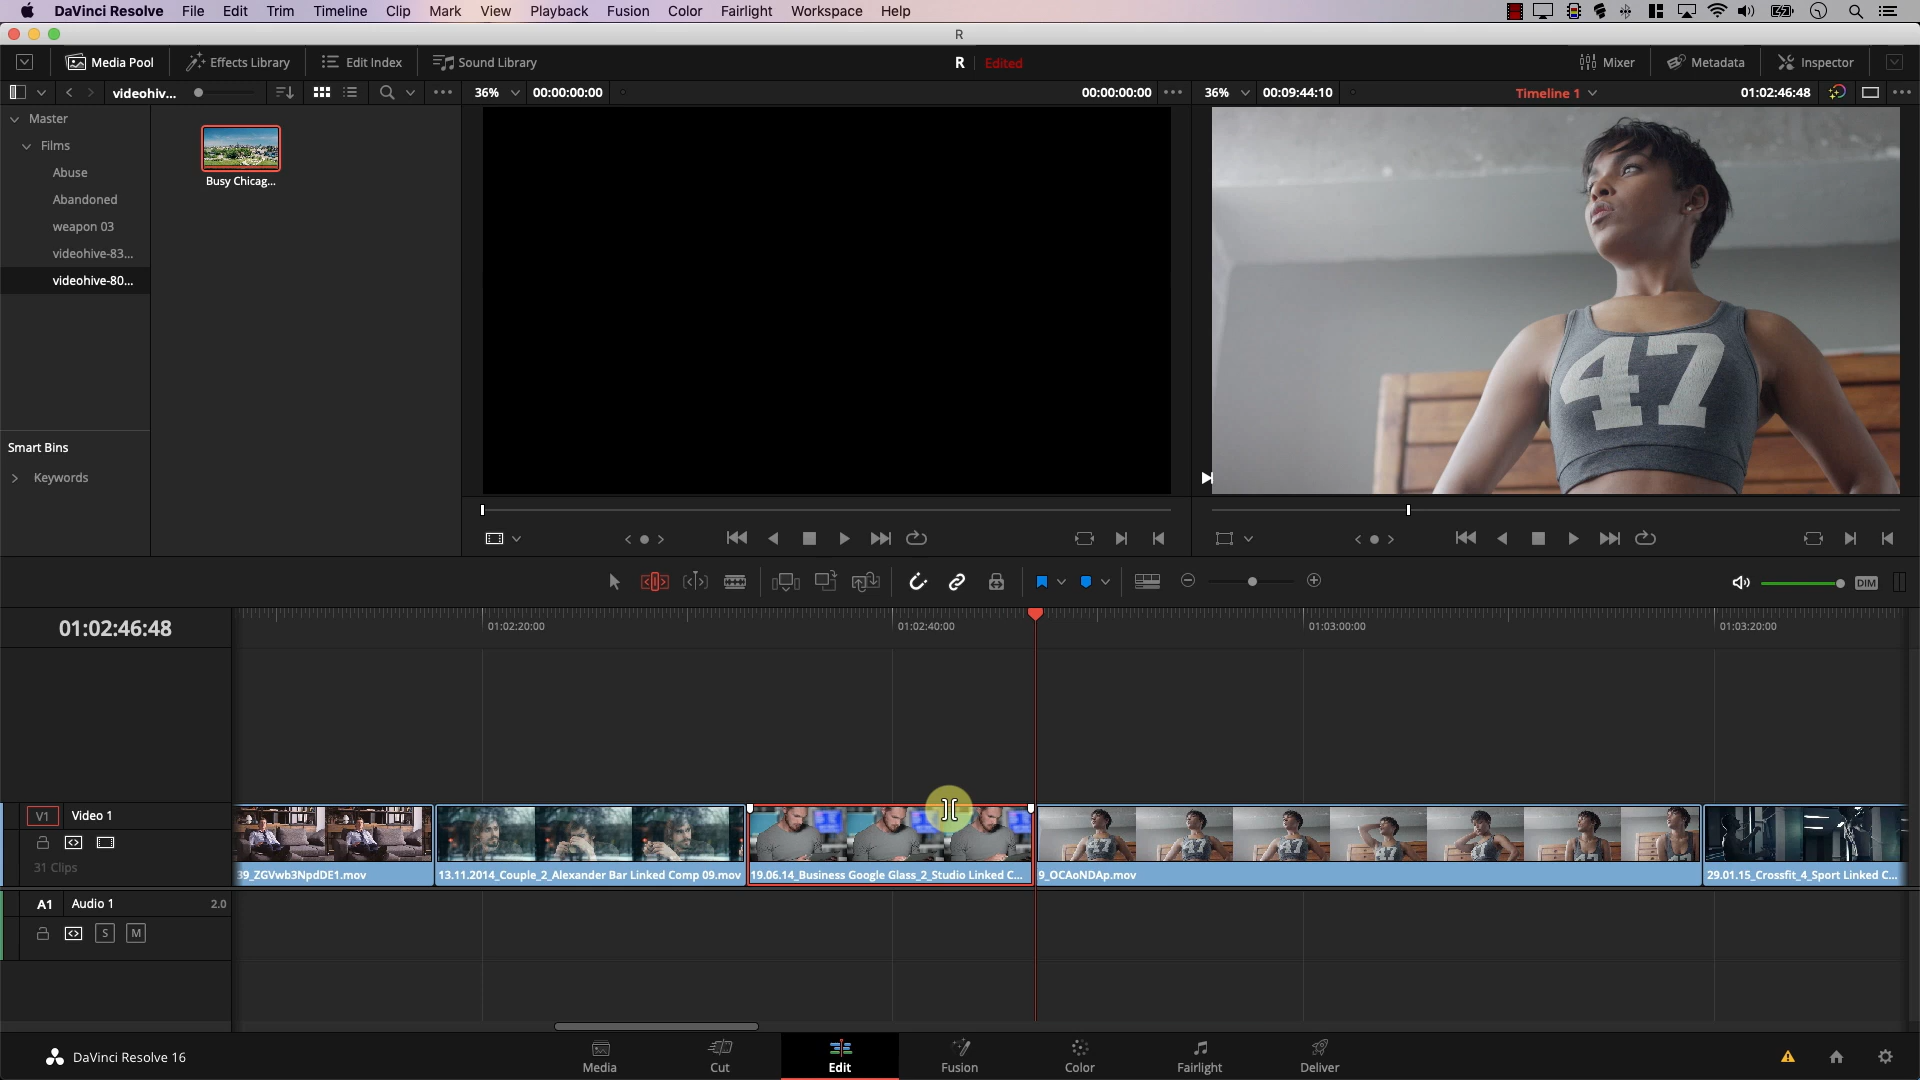 DaVinci Resolve File Edit Trim Timeline Clip Mark View Playback Fusion Color Fairlight Workspace Help
R
Media Pool Effects Library Edit Index Sound Library R Edited Mixer Metadata Inspector
videohiv... 36% 00:00:00:00 00:00:00:00 36% 00:09:44:10 Timeline 1 01:02:46:48
Master
Films
Abuse
Abandoned
weapon 03
videohive-83...
videohive-80...
Busy Chicag...
47
Smart Bins
Keywords
DIM
01:02:46:48
01:02:20:00 01:02:40:00 01:03:00:00 01:03:20:00
V1 Video 1
31 Clips
39_ZGVwb3NpdDE1.mov 13.11.2014_Couple_2_Alexander Bar Linked Comp 09.mov 19.06.14_Business Google Glass_2_Studio Linked C... 9_OCAoNDAp.mov 29.01.15_Crossfit_4_Sport Linked C...
A1 Audio 1 2.0
S M
DaVinci Resolve 16 Media Cut Edit Fusion Color Fairlight Deliver